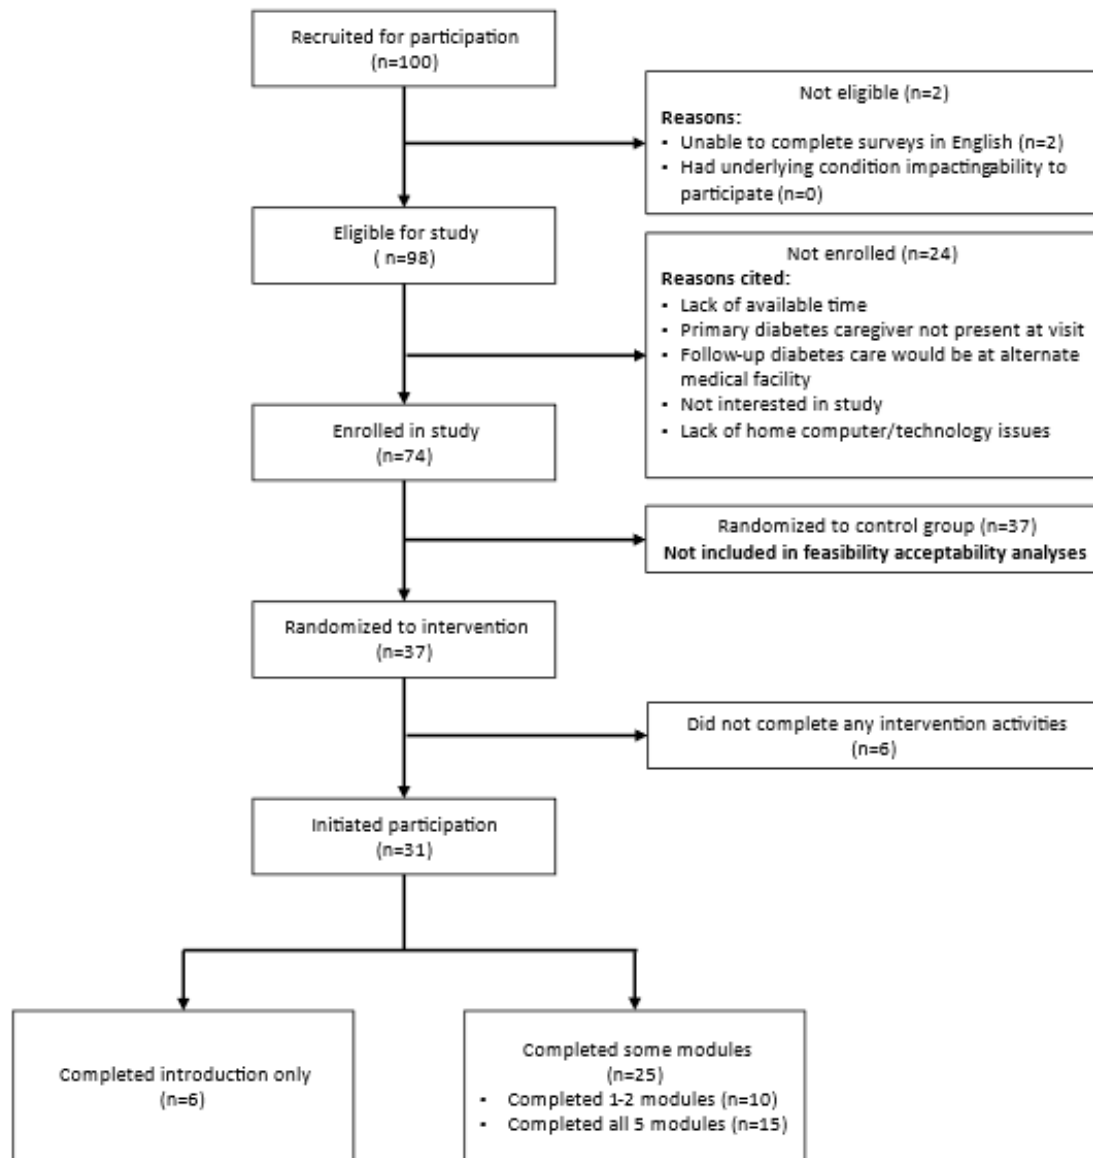 Recruited for participation
(n=100)
Not eligible (n=2)
Reasons:
▪ Unable to complete surveys in English (n=2)
▪ Had underlying condition impactingability to
participate (n=0)
Eligible for study
( n=98)
Not enrolled (n=24)
Reasons cited:
▪ Lack of available time
▪ Primary diabetes caregiver not present at visit
▪ Follow-up diabetes care would be at alternate
medical facility
▪ Not interested in study
▪ Lack of home computer/technology issues
Enrolled in study
(n=74)
Randomized to control group (n=37)
Not included in feasibility acceptability analyses
Randomized to intervention
(n=37)
Did not complete any intervention activities
(n=6)
Initiated participation
(n=31)
Completed introduction only
(n=6)
Completed some modules
(n=25)
▪ Completed 1-2 modules (n=10)
▪ Completed all 5 modules (n=15)